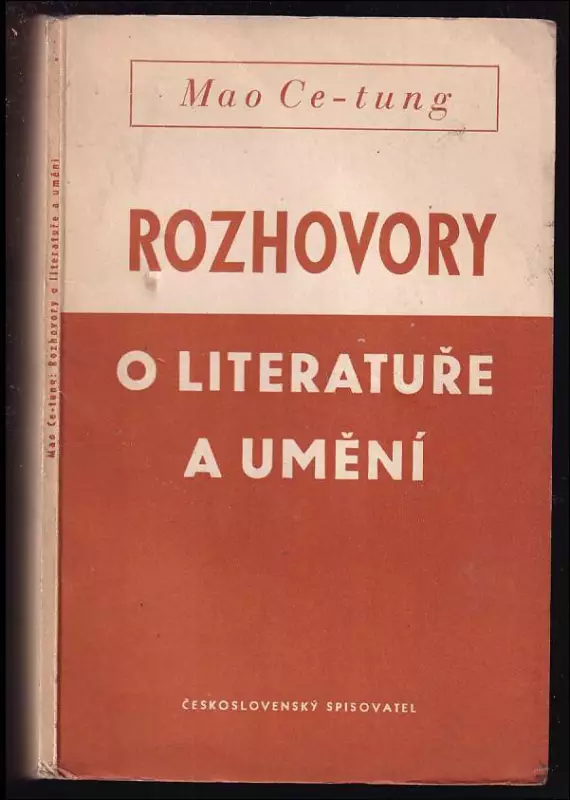 Mao Ce-tung
ROZHOVORY
O LITERATUŘE
A UMĚNÍ
ČESKOSLOVENSKÝ SPISOVATEL
Mao Ce-tung: Rozhovory o literatuře a umění